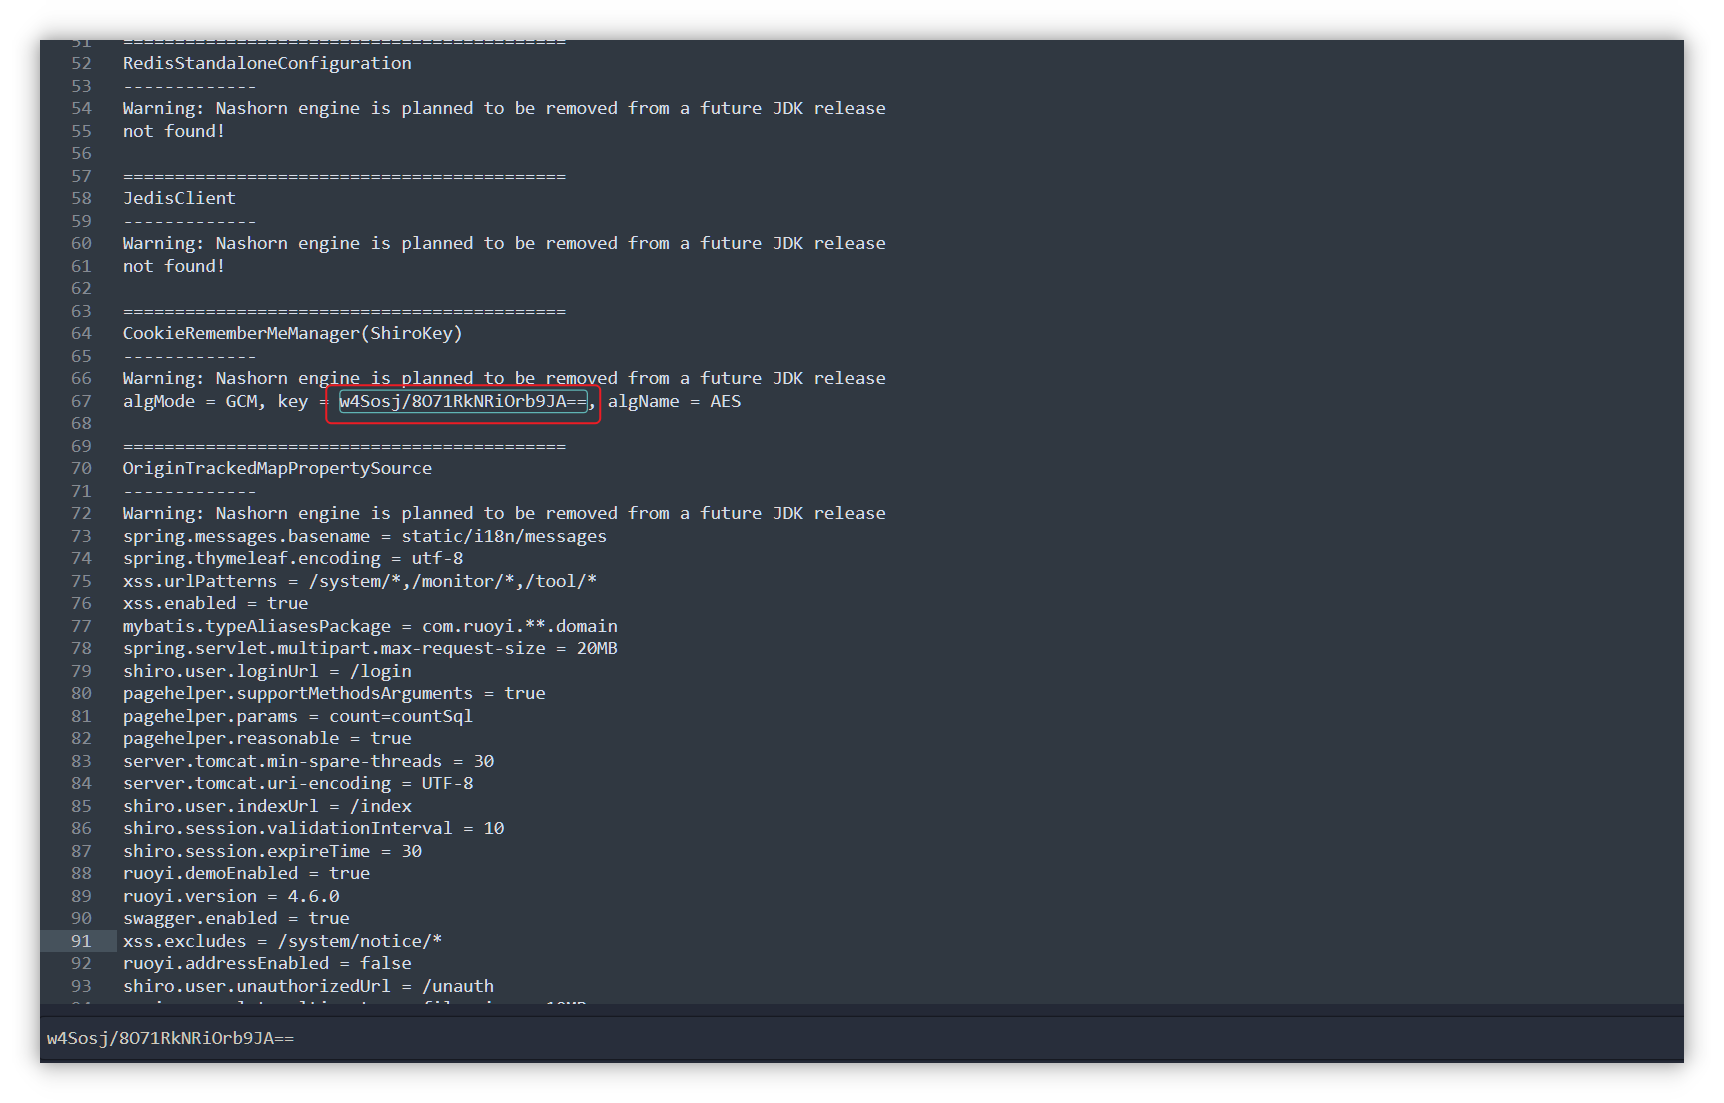 51 ===========================================
52 RedisStandaloneConfiguration
53 -------------
54 Warning: Nashorn engine is planned to be removed from a future JDK release
55 not found!
56
57 ===========================================
58 JedisClient
59 -------------
60 Warning: Nashorn engine is planned to be removed from a future JDK release
61 not found!
62
63 ===========================================
64 CookieRememberMeManager(ShiroKey)
65 -------------
66 Warning: Nashorn engine is planned to be removed from a future JDK release
67 algMode = GCM, key = w4Sosj/8O71RkNRiOrb9JA==, algName = AES
68
69 ===========================================
70 OriginTrackedMapPropertySource
71 -------------
72 Warning: Nashorn engine is planned to be removed from a future JDK release
73 spring.messages.basename = static/i18n/messages
74 spring.thymeleaf.encoding = utf-8
75 xss.urlPatterns = /system/*,/monitor/*,/tool/*
76 xss.enabled = true
77 mybatis.typeAliasesPackage = com.ruoyi.**.domain
78 spring.servlet.multipart.max-request-size = 20MB
79 shiro.user.loginUrl = /login
80 pagehelper.supportMethodsArguments = true
81 pagehelper.params = count=countSql
82 pagehelper.reasonable = true
83 server.tomcat.min-spare-threads = 30
84 server.tomcat.uri-encoding = UTF-8
85 shiro.user.indexUrl = /index
86 shiro.session.validationInterval = 10
87 shiro.session.expireTime = 30
88 ruoyi.demoEnabled = true
89 ruoyi.version = 4.6.0
90 swagger.enabled = true
91 xss.excludes = /system/notice/*
92 ruoyi.addressEnabled = false
93 shiro.user.unauthorizedUrl = /unauth
w4Sosj/8O71RkNRiOrb9JA==